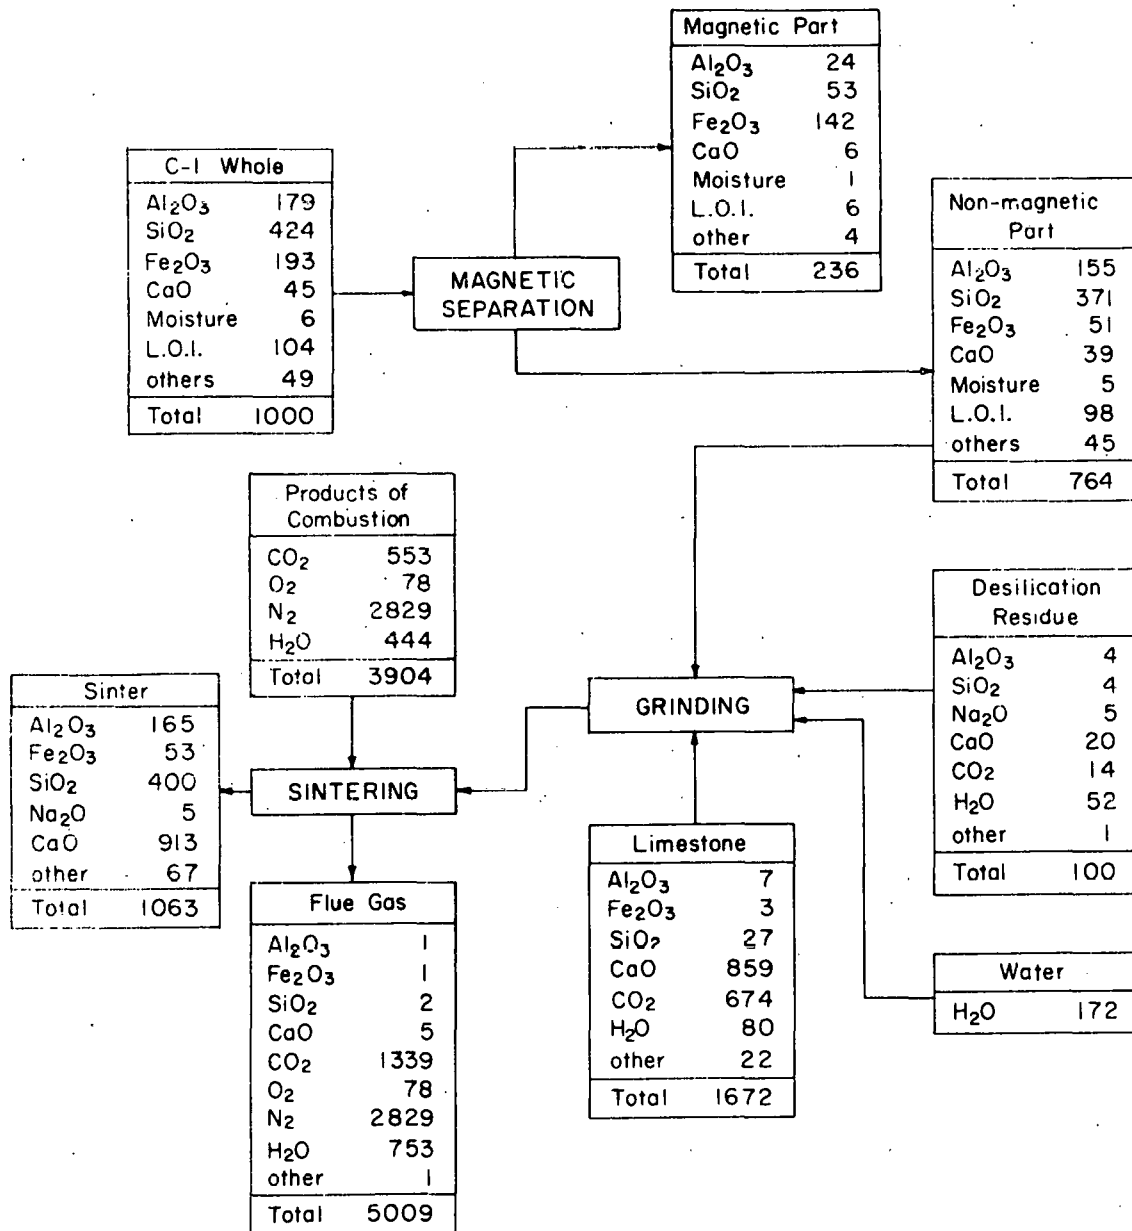 Magnetic Part
Al₂O₃ 24
SiO₂ 53
Fe₂O₃ 142
CaO 6
Moisture 1
L.O.I. 6
other 4
Total 236
C-1 Whole
Al₂O₃ 179
SiO₂ 424
Fe₂O₃ 193
CaO 45
Moisture 6
L.O.I. 104
others 49
Total 1000
MAGNETIC
SEPARATION
Non-magnetic
Part
Al₂O₃ 155
SiO₂ 371
Fe₂O₃ 51
CaO 39
Moisture 5
L.O.I. 98
others 45
Total 764
Products of
Combustion
CO₂ 553
O₂ 78
N₂ 2829
H₂O 444
Total 3904
Desilication
Residue
Al₂O₃ 4
SiO₂ 4
Na₂O 5
CaO 20
CO₂ 14
H₂O 52
other 1
Total 100
GRINDING
Sinter
Al₂O₃ 165
Fe₂O₃ 53
SiO₂ 400
Na₂O 5
CaO 913
other 67
Total 1063
SINTERING
Limestone
Al₂O₃ 7
Fe₂O₃ 3
SiO₂ 27
CaO 859
CO₂ 674
H₂O 80
other 22
Total 1672
Flue Gas
Al₂O₃ 1
Fe₂O₃ 1
SiO₂ 2
CaO 5
CO₂ 1339
O₂ 78
N₂ 2829
H₂O 753
other 1
Total 5009
Water
H₂O 172